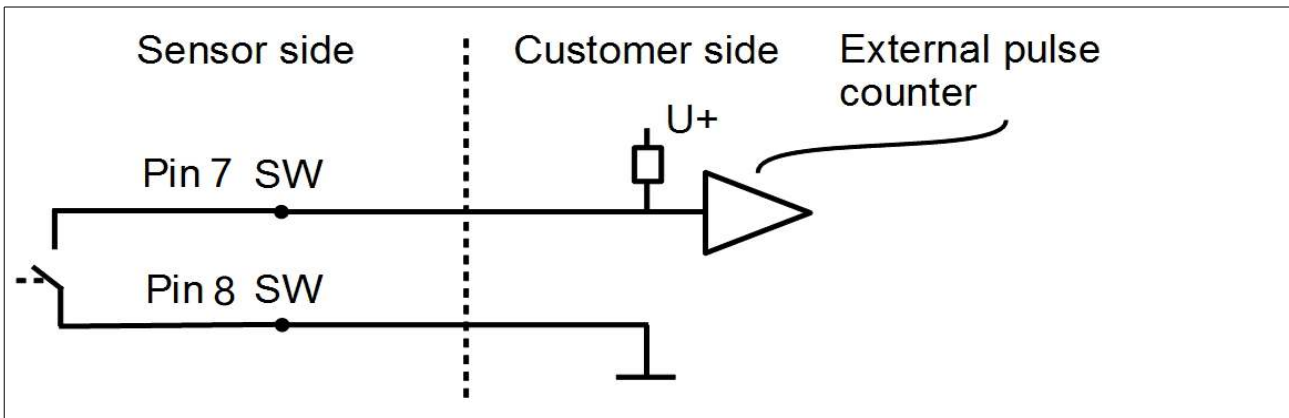 Sensor side
Customer side
External pulse
counter
U+
Pin 7 SW
Pin 8 SW